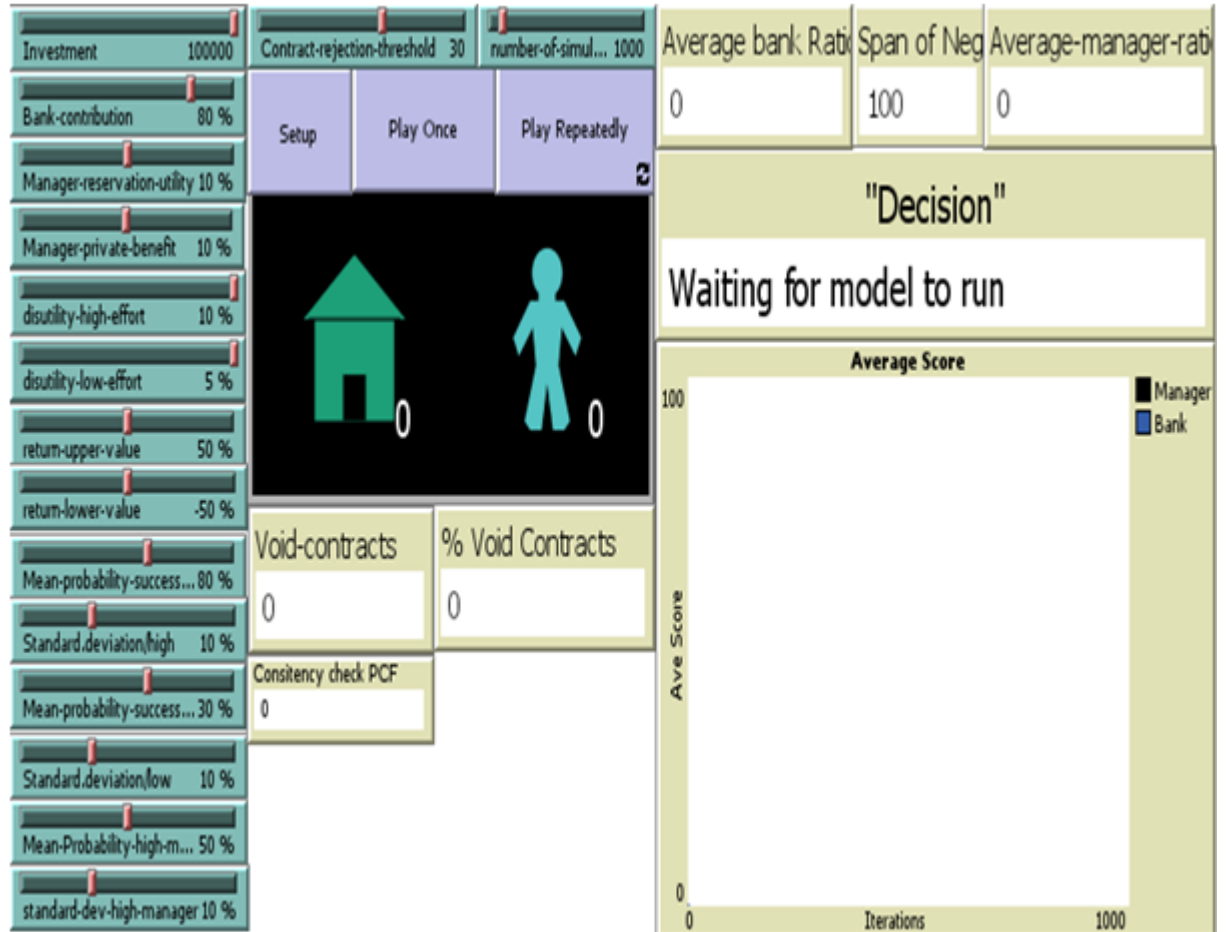 Investment 100000
Bank-contribution 80 %
Manager-reservation-utility 10 %
Manager-private-benefit 10 %
disutility-high-effort 10 %
disutility-low-effort 5 %
return-upper-value 50 %
return-lower-value -50 %
Mean-probability-success... 80 %
Standard.deviation/high 10 %
Mean-probability-success... 30 %
Standard.deviation/low 10 %
Mean-Probability-high-m... 50 %
standard-dev-high-manager 10 %
Contract-rejection-threshold 30
number-of-simul... 1000
Setup
Play Once
Play Repeatedly
0
0
Void-contracts
0
% Void Contracts
0
Consitency check PCF
0
Average bank Ratio
0
Span of Neg
100
Average-manager-rati
0
"Decision"
Waiting for model to run
Average Score
100
Ave Score
0
0
Iterations
1000
Manager
Bank